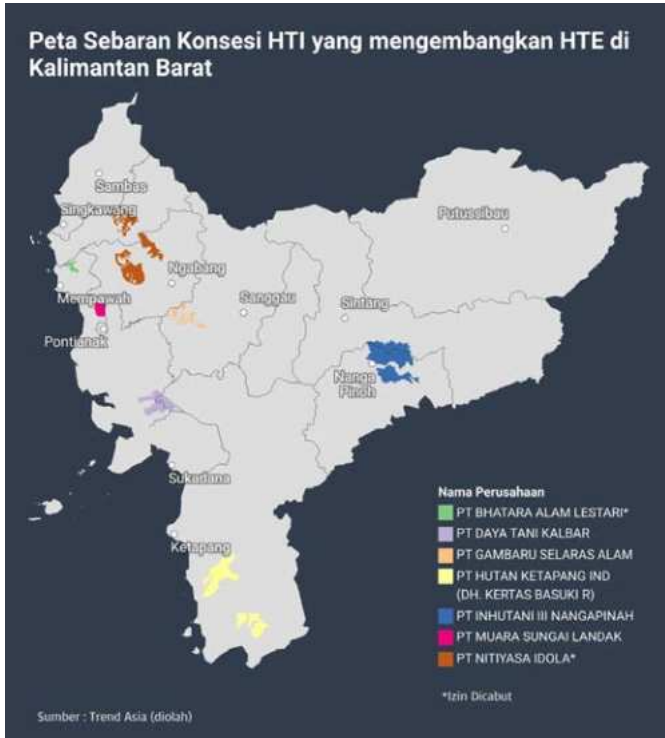 Peta Sebaran Konsesi HTI yang mengembangkan HTE di
Kalimantan Barat
Sambas
Singkawang
Putussibau
Ngabang
Mempawah
Sanggau
Sintang
Pontianak
Nanga
Pinoh
Sukadana
Ketapang
Nama Perusahaan
PT BHATARA ALAM LESTARI*
PT DAYA TANI KALBAR
PT GAMBARU SELARAS ALAM
PT HUTAN KETAPANG IND
(DH. KERTAS BASUKI R)
PT INHUTANI III NANGAPINAH
PT MUARA SUNGAI LANDAK
PT NITIYASA IDOLA*
*Izin Dicabut
Sumber : Trend Asia (diolah)